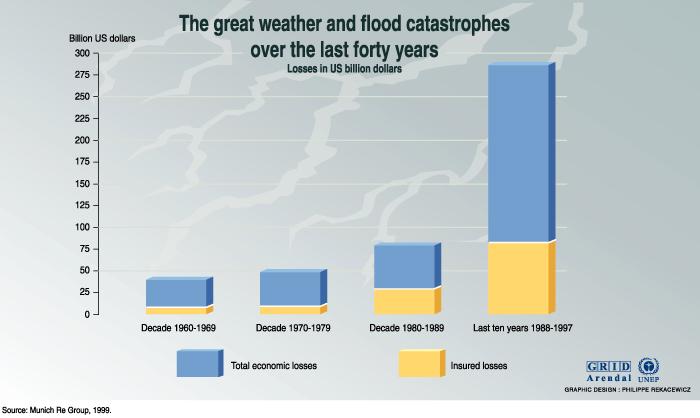 The great weather and flood catastrophes
over the last forty years
Losses in US billion dollars
Billion US dollars
300
275
250
225
200
175
150
125
100
75
50
25
0
Decade 1960-1969
Decade 1970-1979
Decade 1980-1989
Last ten years 1988-1997
Total economic losses
Insured losses
GRID
Arendal UNEP
GRAPHIC DESIGN : PHILIPPE REKACEWICZ
Source: Munich Re Group, 1999.